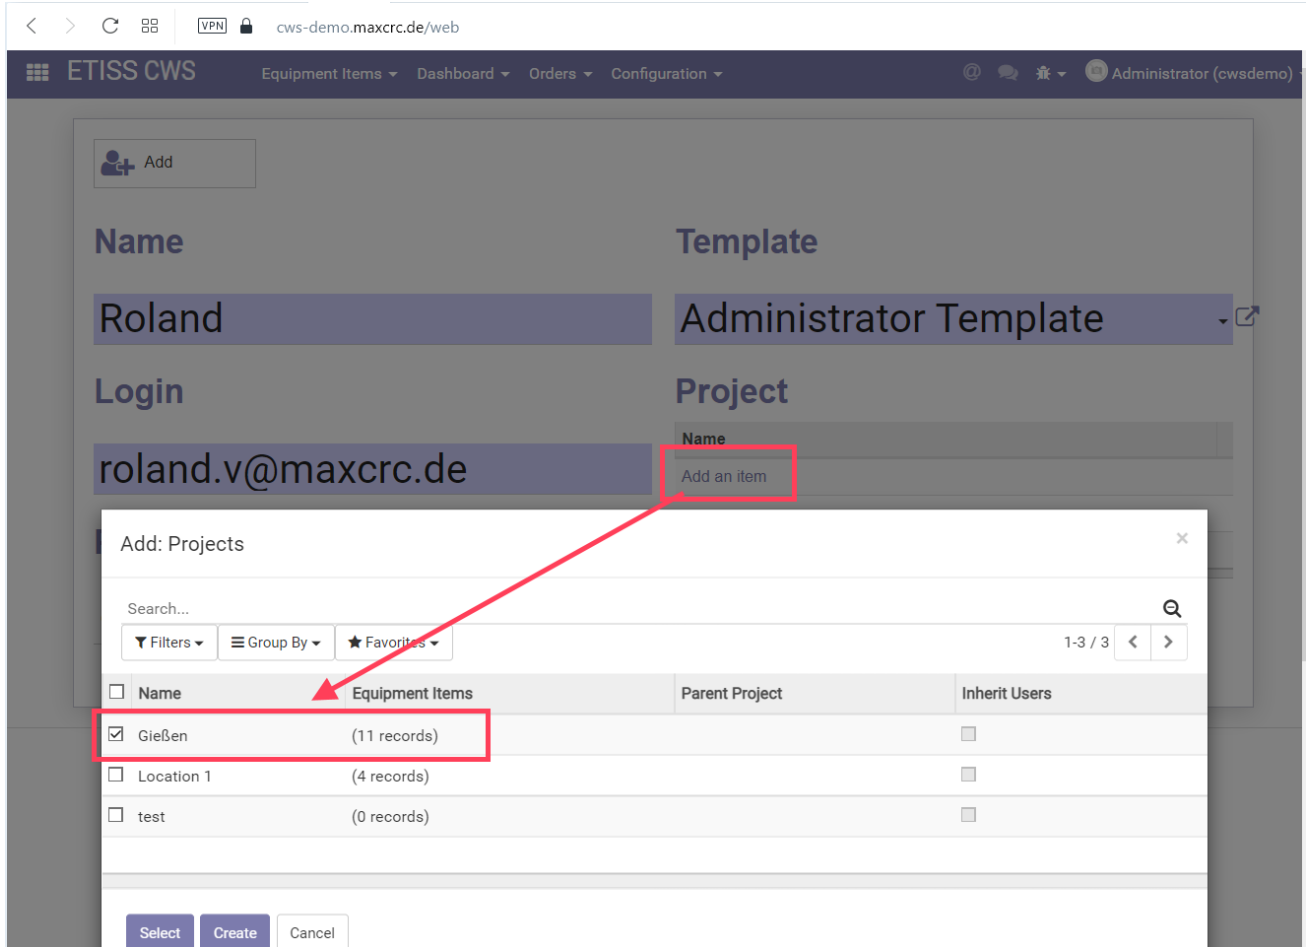 VPN cws-demo.maxcrc.de/web
ETISS CWS Equipment Items Dashboard Orders Configuration @ Administrator (cwsdemo)
Add
Name Template
Roland Administrator Template
Login Project
Name
roland.v@maxcrc.de Add an item
Add: Projects ×
Search...
Filters Group By Favorites 1-3 / 3
Name Equipment Items Parent Project Inherit Users
Gießen (11 records)
Location 1 (4 records)
test (0 records)
Select Create Cancel